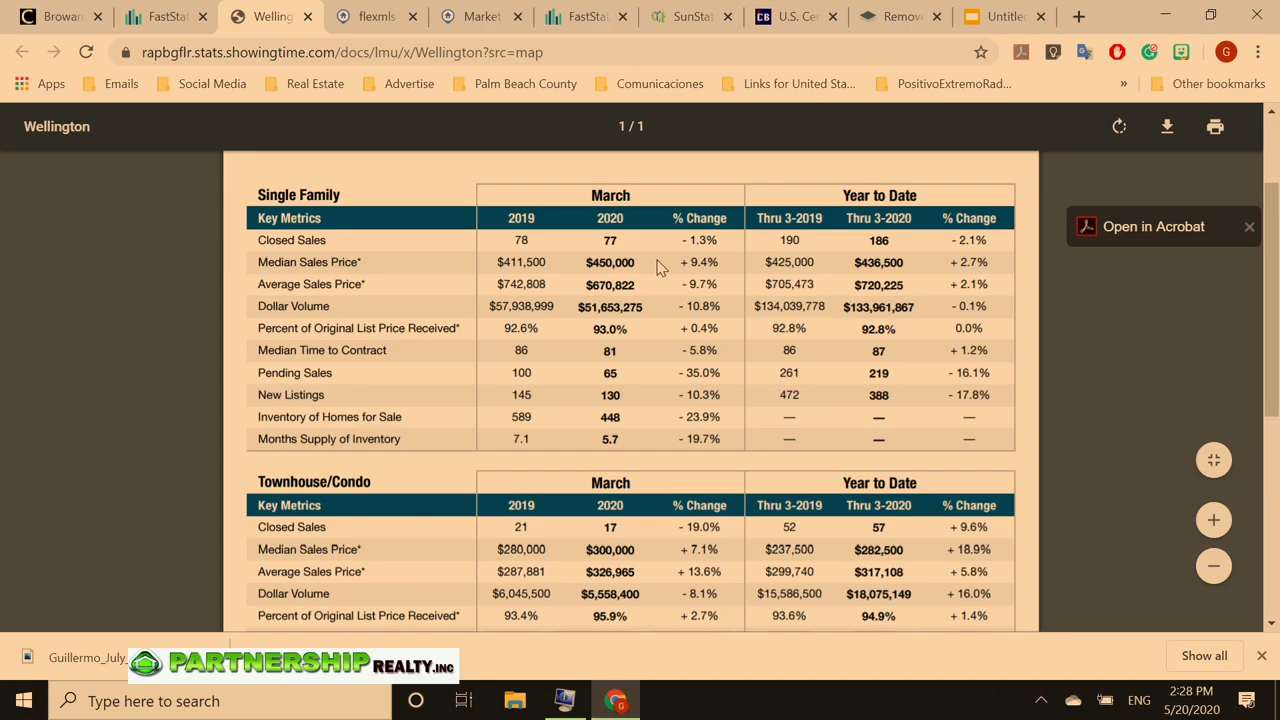 Browar
FastStat
Welling
flexmls
Market
FastStat
SunStat
U.S. Ce
Remove
Untitle
rapbgflr.stats.showingtime.com/docs/lmu/x/Wellington?src=map
G
Apps
Emails
Social Media
Real Estate
Advertise
Palm Beach County
Comunicaciones
Links for United Sta...
PositivoExtremoRad...
»
Other bookmarks
Wellington
1 / 1
Open in Acrobat
Single Family March Year to Date
Key Metrics 2019 2020 % Change Thru 3-2019 Thru 3-2020 % Change
Closed Sales 78 77 - 1.3% 190 186 - 2.1%
Median Sales Price* $411,500 $450,000 + 9.4% $425,000 $436,500 + 2.7%
Average Sales Price* $742,808 $670,822 - 9.7% $705,473 $720,225 + 2.1%
Dollar Volume $57,938,999 $51,653,275 - 10.8% $134,039,778 $133,961,867 - 0.1%
Percent of Original List Price Received* 92.6% 93.0% + 0.4% 92.8% 92.8% 0.0%
Median Time to Contract 86 81 - 5.8% 86 87 + 1.2%
Pending Sales 100 65 - 35.0% 261 219 - 16.1%
New Listings 145 130 - 10.3% 472 388 - 17.8%
Inventory of Homes for Sale 589 448 - 23.9% — — —
Months Supply of Inventory 7.1 5.7 - 19.7% — — —
Townhouse/Condo March Year to Date
Key Metrics 2019 2020 % Change Thru 3-2019 Thru 3-2020 % Change
Closed Sales 21 17 - 19.0% 52 57 + 9.6%
Median Sales Price* $280,000 $300,000 + 7.1% $237,500 $282,500 + 18.9%
Average Sales Price* $287,881 $326,965 + 13.6% $299,740 $317,108 + 5.8%
Dollar Volume $6,045,500 $5,558,400 - 8.1% $15,586,500 $18,075,149 + 16.0%
Percent of Original List Price Received* 93.4% 95.9% + 2.7% 93.6% 94.9% + 1.4%
Guillermo_July
PARTNERSHIP REALTY.INC
Show all
Type here to search
ENG
2:28 PM
5/20/2020